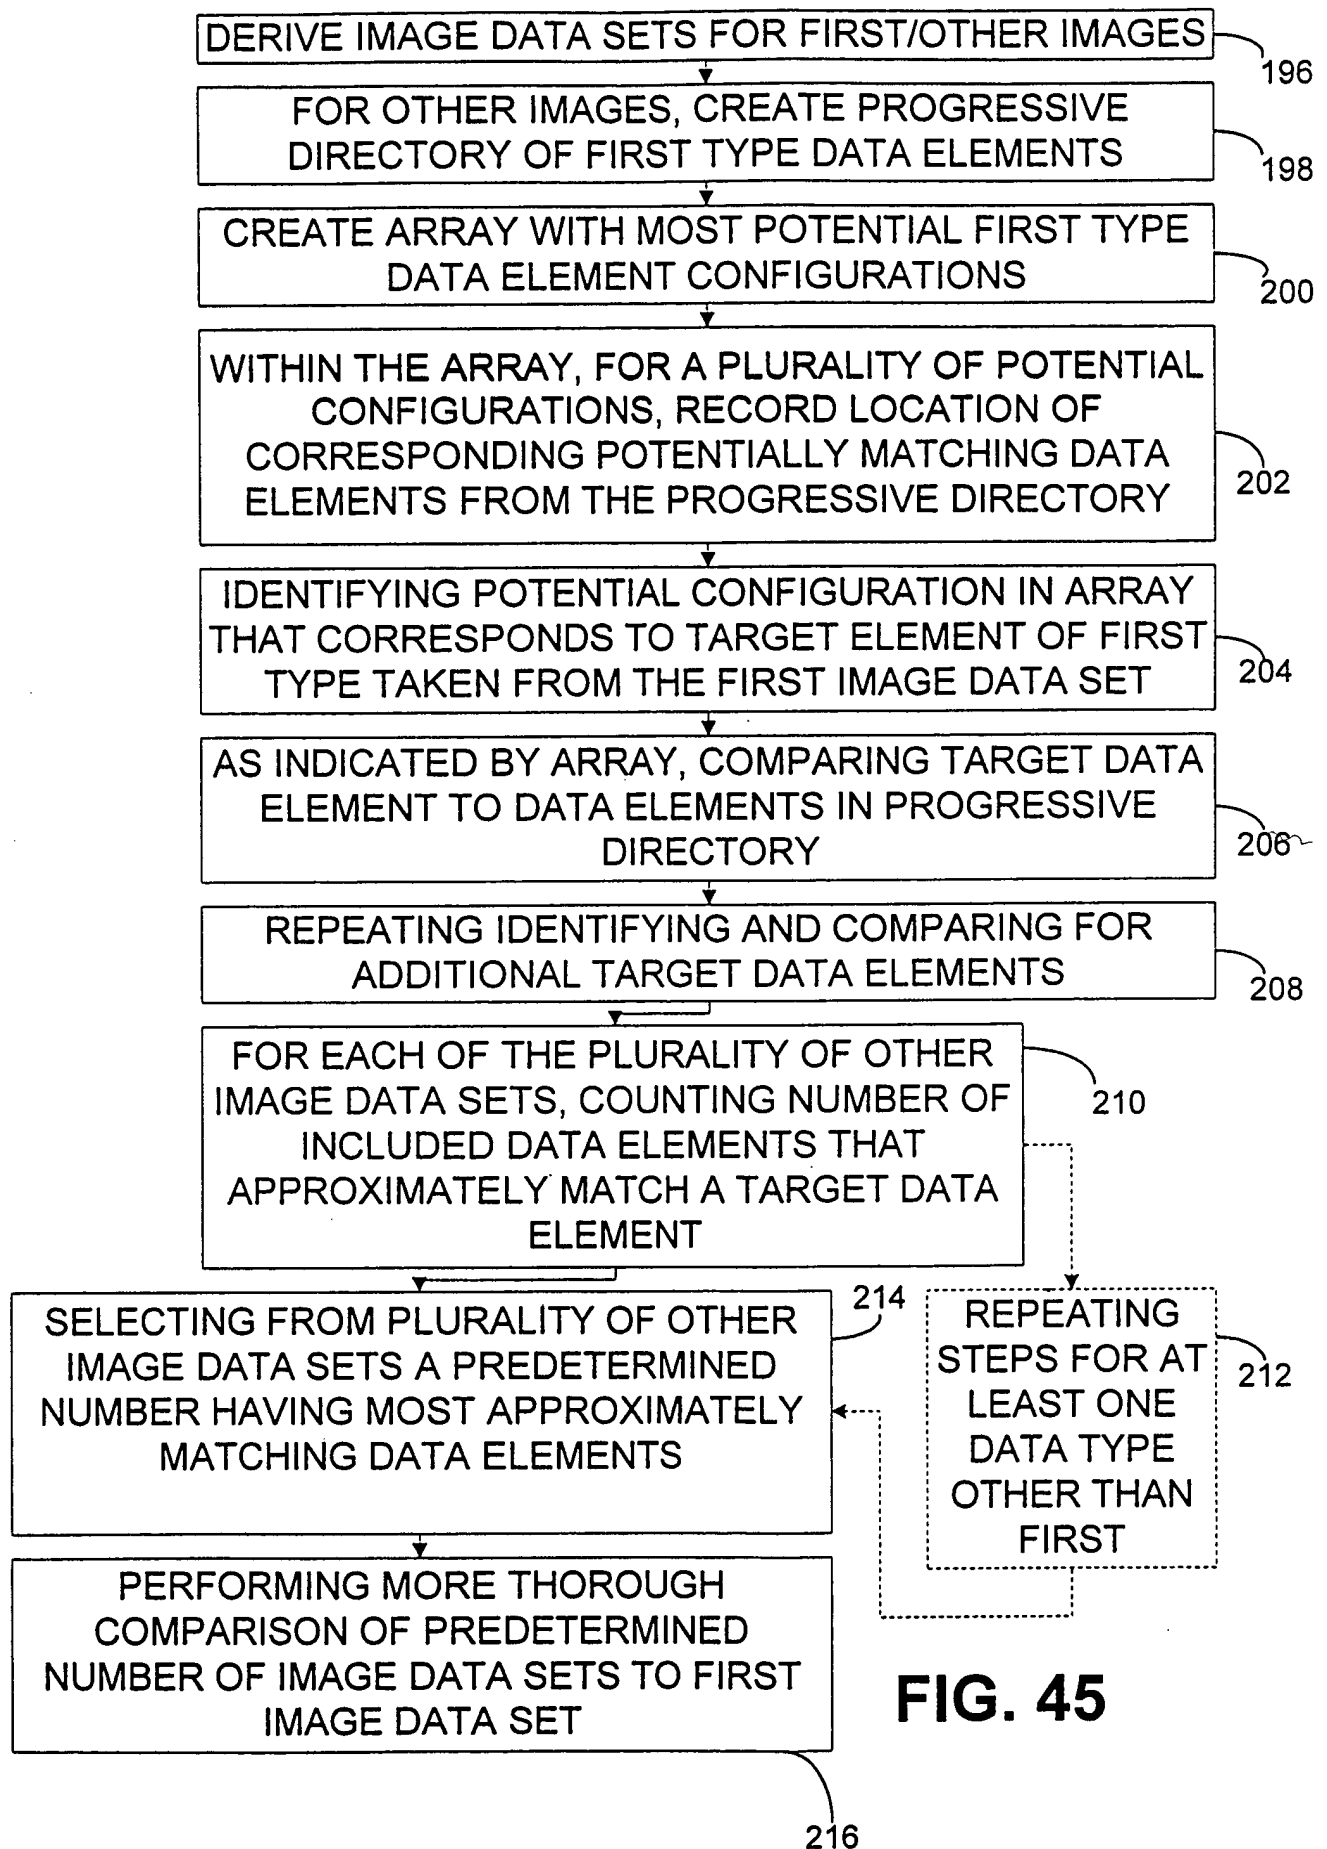 DERIVE IMAGE DATA SETS FOR FIRST/OTHER IMAGES
196
FOR OTHER IMAGES, CREATE PROGRESSIVE
DIRECTORY OF FIRST TYPE DATA ELEMENTS
198
CREATE ARRAY WITH MOST POTENTIAL FIRST TYPE
DATA ELEMENT CONFIGURATIONS
200
WITHIN THE ARRAY, FOR A PLURALITY OF POTENTIAL
CONFIGURATIONS, RECORD LOCATION OF
CORRESPONDING POTENTIALLY MATCHING DATA
ELEMENTS FROM THE PROGRESSIVE DIRECTORY
202
IDENTIFYING POTENTIAL CONFIGURATION IN ARRAY
THAT CORRESPONDS TO TARGET ELEMENT OF FIRST
TYPE TAKEN FROM THE FIRST IMAGE DATA SET
204
AS INDICATED BY ARRAY, COMPARING TARGET DATA
ELEMENT TO DATA ELEMENTS IN PROGRESSIVE
DIRECTORY
206
REPEATING IDENTIFYING AND COMPARING FOR
ADDITIONAL TARGET DATA ELEMENTS
208
FOR EACH OF THE PLURALITY OF OTHER
IMAGE DATA SETS, COUNTING NUMBER OF
INCLUDED DATA ELEMENTS THAT
APPROXIMATELY MATCH A TARGET DATA
ELEMENT
210
SELECTING FROM PLURALITY OF OTHER
IMAGE DATA SETS A PREDETERMINED
NUMBER HAVING MOST APPROXIMATELY
MATCHING DATA ELEMENTS
214
REPEATING
STEPS FOR AT
LEAST ONE
DATA TYPE
OTHER THAN
FIRST
212
PERFORMING MORE THOROUGH
COMPARISON OF PREDETERMINED
NUMBER OF IMAGE DATA SETS TO FIRST
IMAGE DATA SET
216
FIG. 45